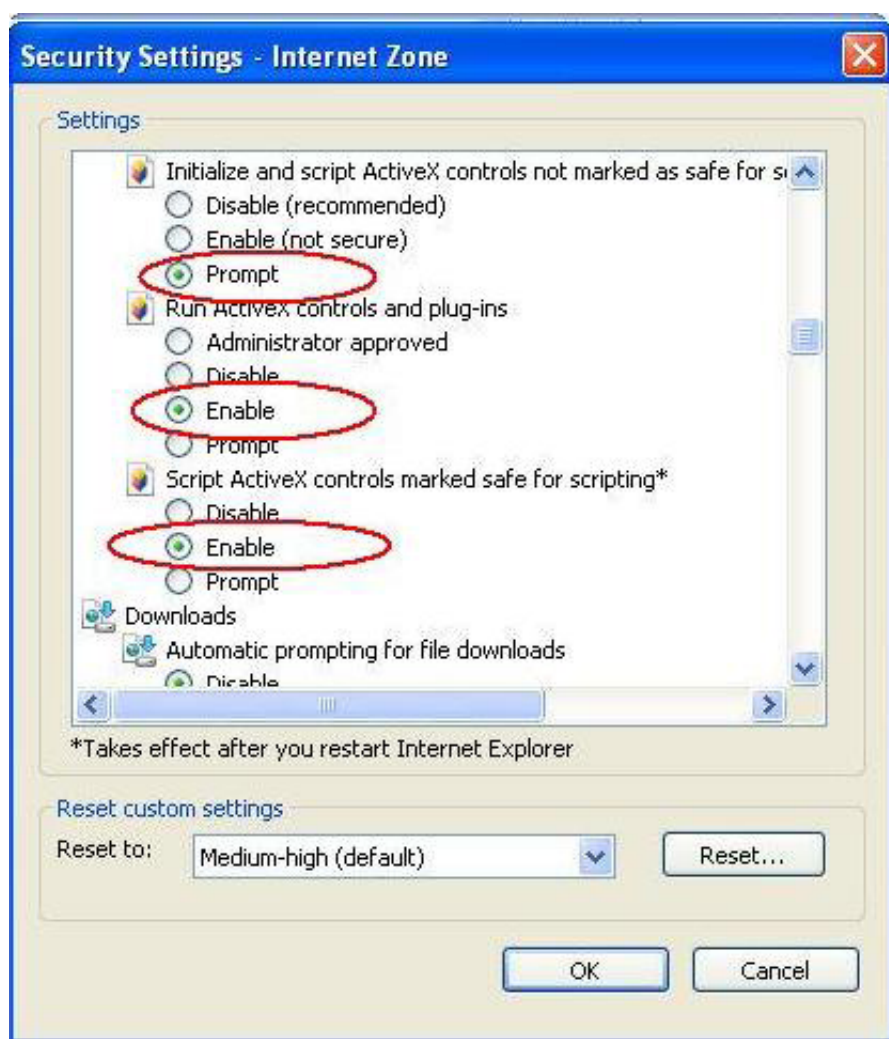 Security Settings - Internet Zone
Settings
Initialize and script ActiveX controls not marked as safe for
Disable (recommended)
Enable (not secure)
Prompt
Run ActiveX controls and plug-ins
Administrator approved
Disable
Enable
Prompt
Script ActiveX controls marked safe for scripting*
Disable
Enable
Prompt
Downloads
Automatic prompting for file downloads
Disable
*Takes effect after you restart Internet Explorer
Reset custom settings
Reset to:
Medium-high (default)
Reset...
OK
Cancel